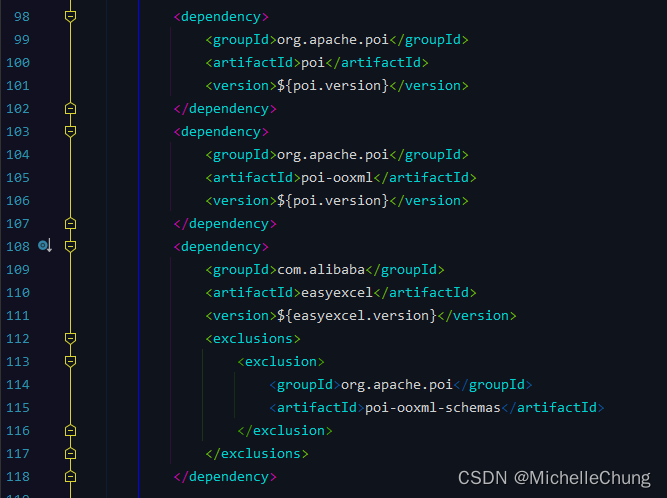 98 <dependency>
99 <groupId>org.apache.poi</groupId>
100 <artifactId>poi</artifactId>
101 <version>${poi.version}</version>
102 </dependency>
103 <dependency>
104 <groupId>org.apache.poi</groupId>
105 <artifactId>poi-ooxml</artifactId>
106 <version>${poi.version}</version>
107 </dependency>
108 <dependency>
109 <groupId>com.alibaba</groupId>
110 <artifactId>easyexcel</artifactId>
111 <version>${easyexcel.version}</version>
112 <exclusions>
113 <exclusion>
114 <groupId>org.apache.poi</groupId>
115 <artifactId>poi-ooxml-schemas</artifactId>
116 </exclusion>
117 </exclusions>
118 </dependency>
CSDN @MichelleChung